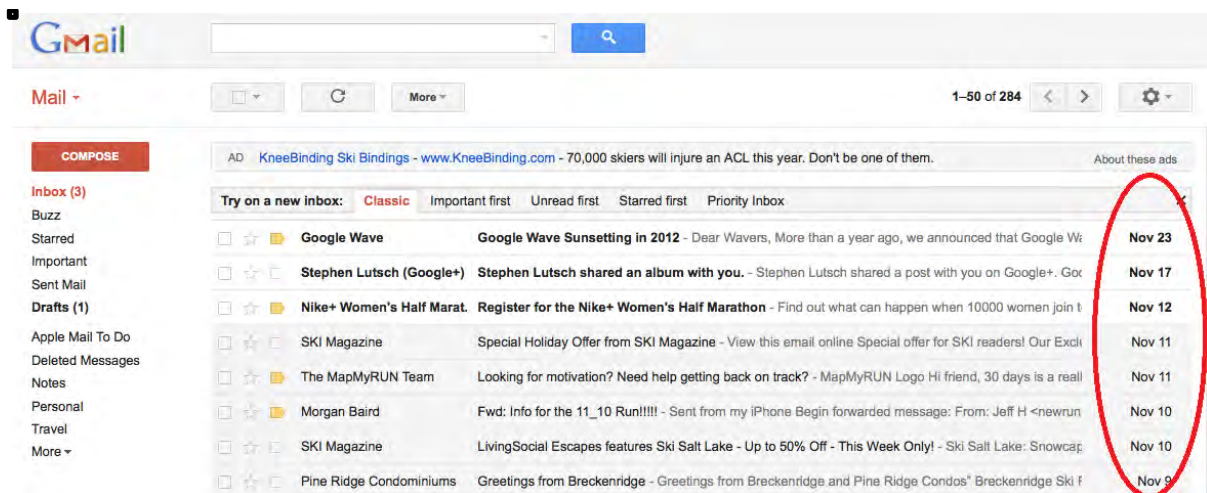 Gmail
Mail
More
1–50 of 284
COMPOSE
AD KneeBinding Ski Bindings - www.KneeBinding.com - 70,000 skiers will injure an ACL this year. Don't be one of them. About these ads
Inbox (3)
Buzz
Starred
Important
Sent Mail
Drafts (1)
Apple Mail To Do
Deleted Messages
Notes
Personal
Travel
More
Try on a new inbox: Classic Important first Unread first Starred first Priority Inbox x
Google Wave Google Wave Sunsetting in 2012 - Dear Wavers, More than a year ago, we announced that Google Wa Nov 23
Stephen Lutsch (Google+) Stephen Lutsch shared an album with you. - Stephen Lutsch shared a post with you on Google+. Goo Nov 17
Nike+ Women's Half Marat. Register for the Nike+ Women's Half Marathon - Find out what can happen when 10000 women join t Nov 12
SKI Magazine Special Holiday Offer from SKI Magazine - View this email online Special offer for SKI readers! Our Exclu Nov 11
The MapMyRUN Team Looking for motivation? Need help getting back on track? - MapMyRUN Logo Hi friend, 30 days is a reall Nov 11
Morgan Baird Fwd: Info for the 11_10 Run!!!!! - Sent from my iPhone Begin forwarded message: From: Jeff H <newrun Nov 10
SKI Magazine LivingSocial Escapes features Ski Salt Lake - Up to 50% Off - This Week Only! - Ski Salt Lake: Snowcap Nov 10
Pine Ridge Condominiums Greetings from Breckenridge - Greetings from Breckenridge and Pine Ridge Condos" Breckenridge Ski Nov 9